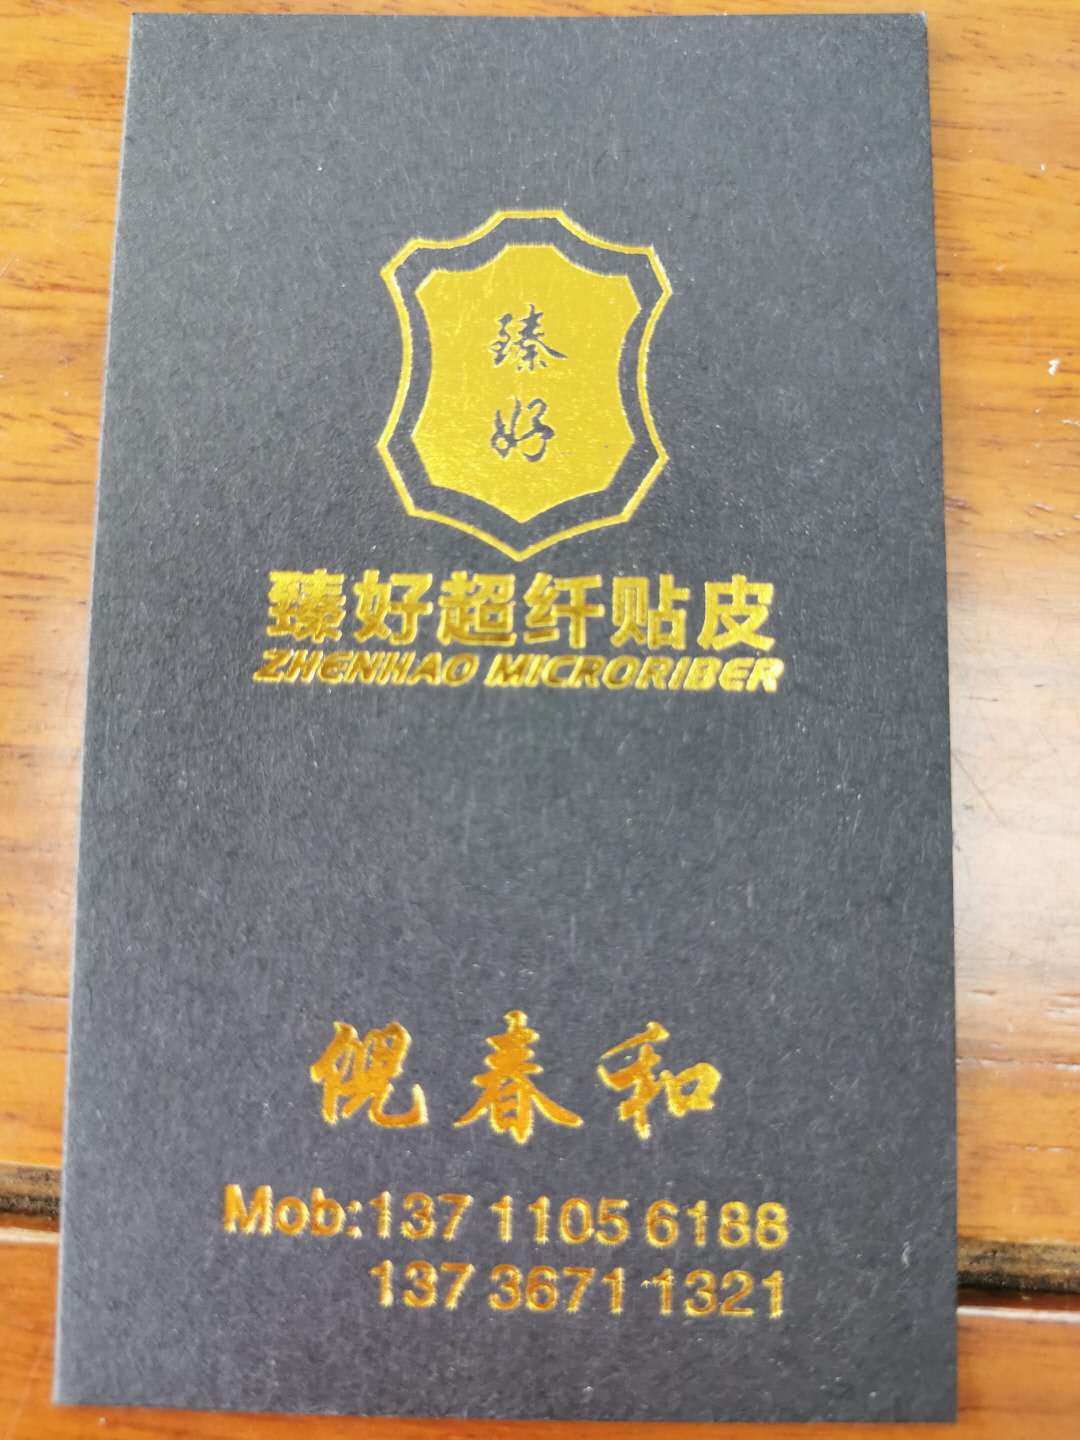 臻
好
臻好超纤贴皮
ZHENHAO MICRORIBER
倪春和
Mob:137 1105 6188
137 3671 1321